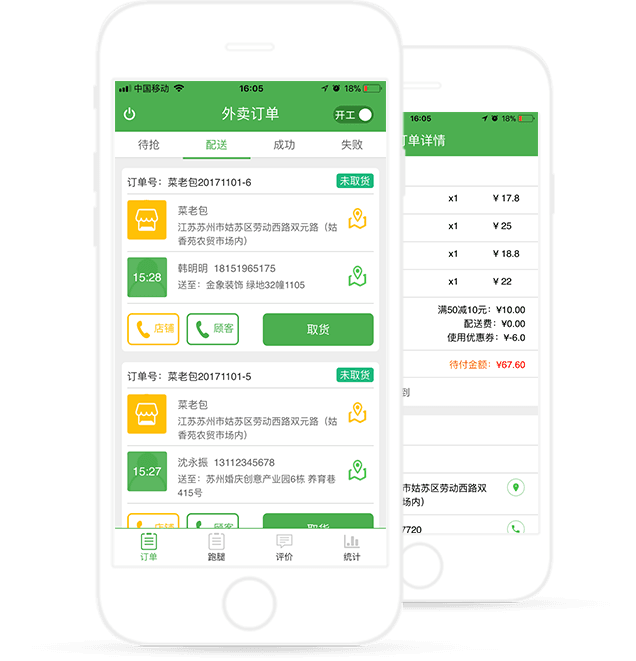 中国移动
16:05
18%
外卖订单
开工
待抢
配送
成功
失败
订单号：菜老包20171101-6
未取货
菜老包
江苏苏州市姑苏区劳动西路双元路（姑
香苑农贸市场内）
15:28
韩明明 18151965175
送至：金象装饰 绿地32幢1105
店铺
顾客
取货
订单号：菜老包20171101-5
未取货
菜老包
江苏苏州市姑苏区劳动西路双元路（姑
香苑农贸市场内）
15:27
沈永振 13112345678
送至：苏州婚庆创意产业园6栋 养育巷
415号
店铺
顾客
取货
订单
跑腿
评价
统计
16:05
18%
订单详情
x1 ￥17.8
x1 ￥25
x1 ￥18.8
x1 ￥22
满50减10元：¥10.00
配送费：¥0.00
使用优惠券：¥-6.0
待付金额：¥67.60
到
市姑苏区劳动西路双
场内）
7720